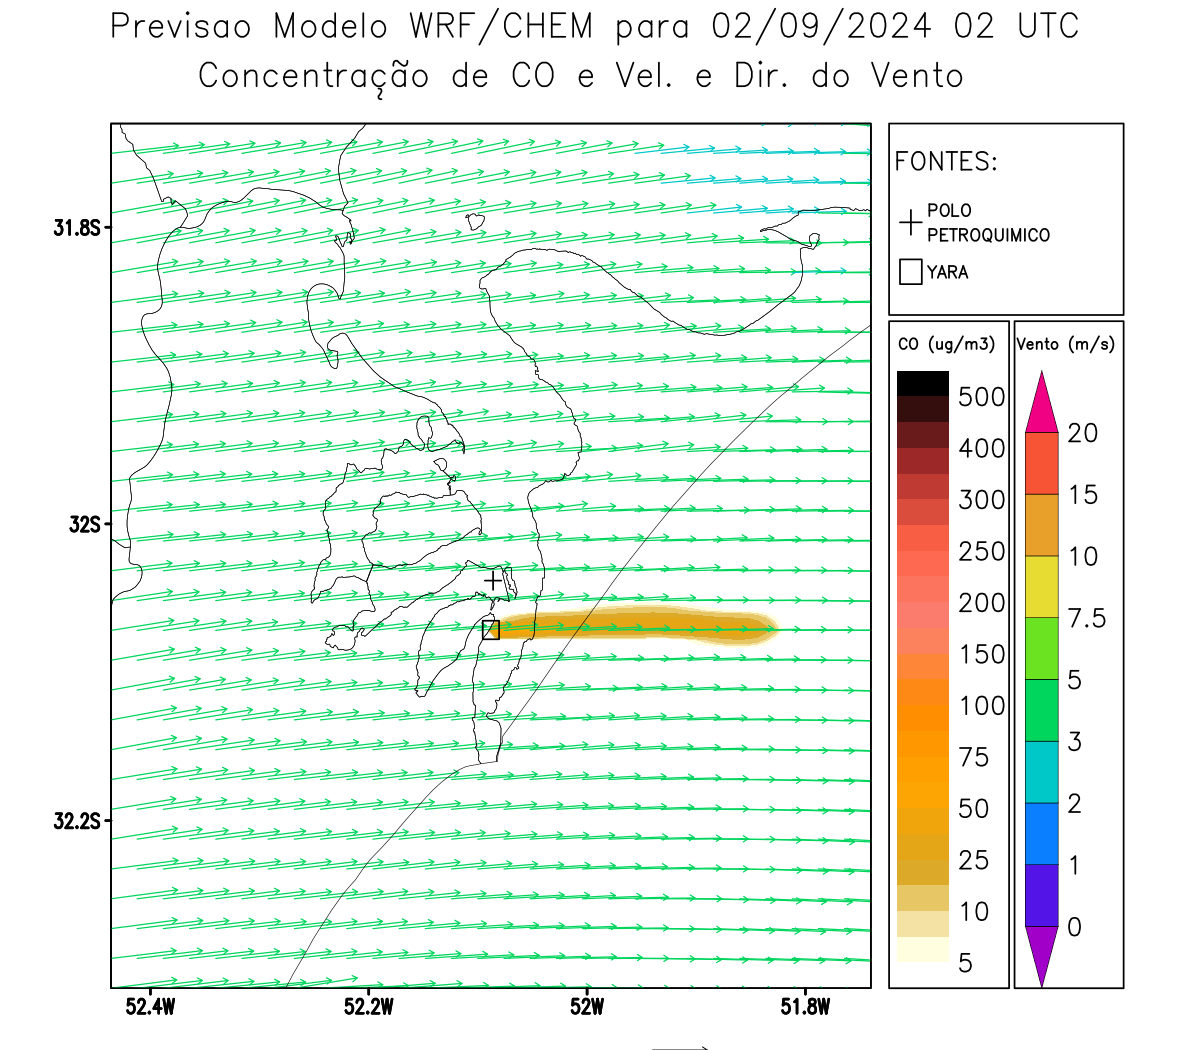 Previsao Modelo WRF/CHEM para 02/09/2024 02 UTC
Concentração de CO e Vel. e Dir. do Vento
FONTES:
POLO
PETROQUIMICO
YARA
31.8S
32S
32.2S
52.4W
52.2W
52W
51.8W
CO (ug/m3)
500
400
300
250
200
150
100
75
50
25
10
5
Vento (m/s)
20
15
10
7.5
5
3
2
1
0